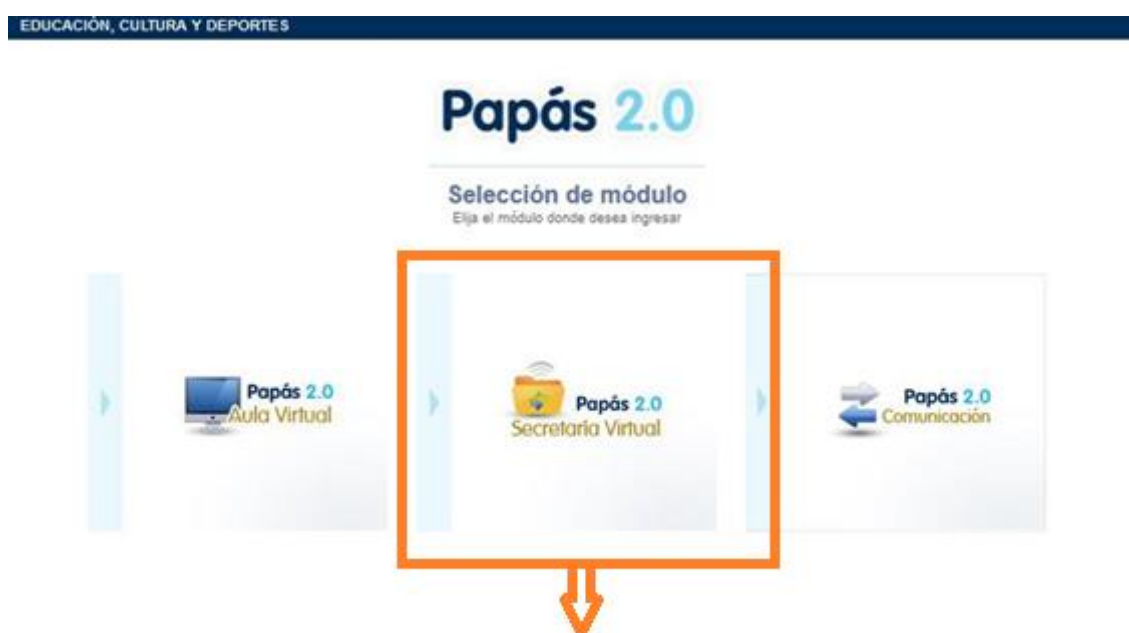 EDUCACIÓN, CULTURA Y DEPORTES
Papás 2.0
Selección de módulo
Elija el módulo donde desea ingresar
Papás 2.0
Aula Virtual
Papás 2.0
Secretaría Virtual
Papás 2.0
Comunicación